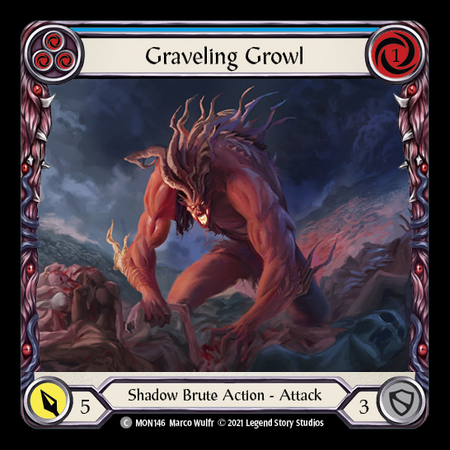 Graveling Growl
1
5
Shadow Brute Action - Attack
3
C MON146 Marco Wulfr © 2021 Legend Story Studios